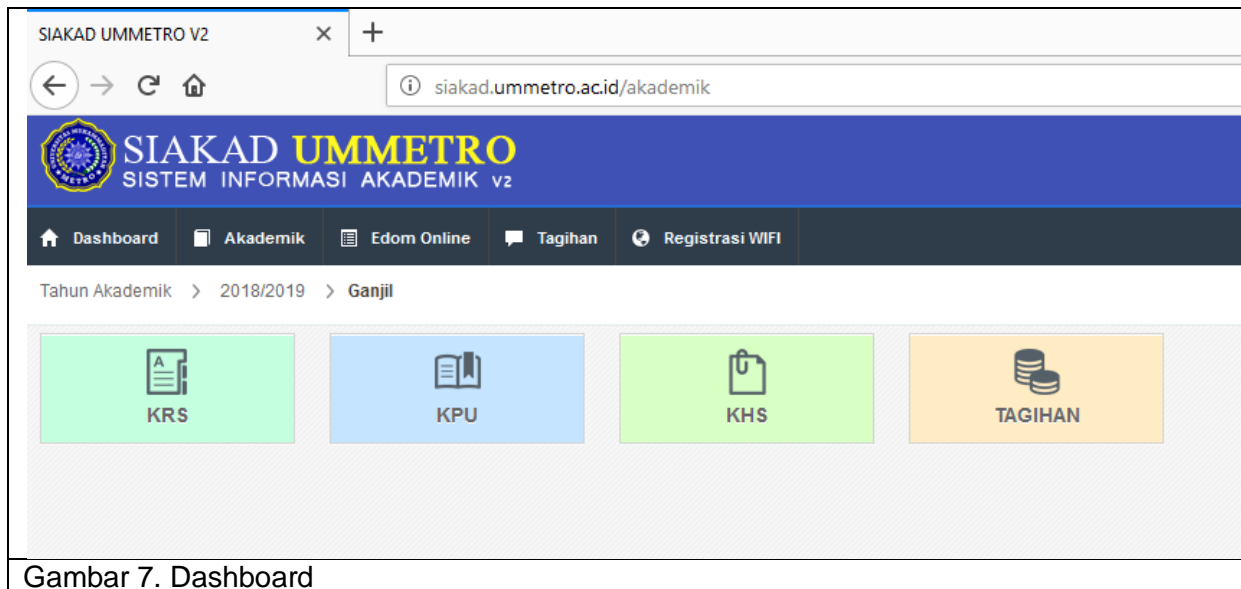 SIAKAD UMMETRO V2
siakad.ummetro.ac.id/akademik
SIAKAD UMMETRO
SISTEM INFORMASI AKADEMIK V2
Dashboard Akademik Edom Online Tagihan Registrasi WIFI
Tahun Akademik > 2018/2019 > Ganjil
KRS KPU KHS TAGIHAN
Gambar 7. Dashboard